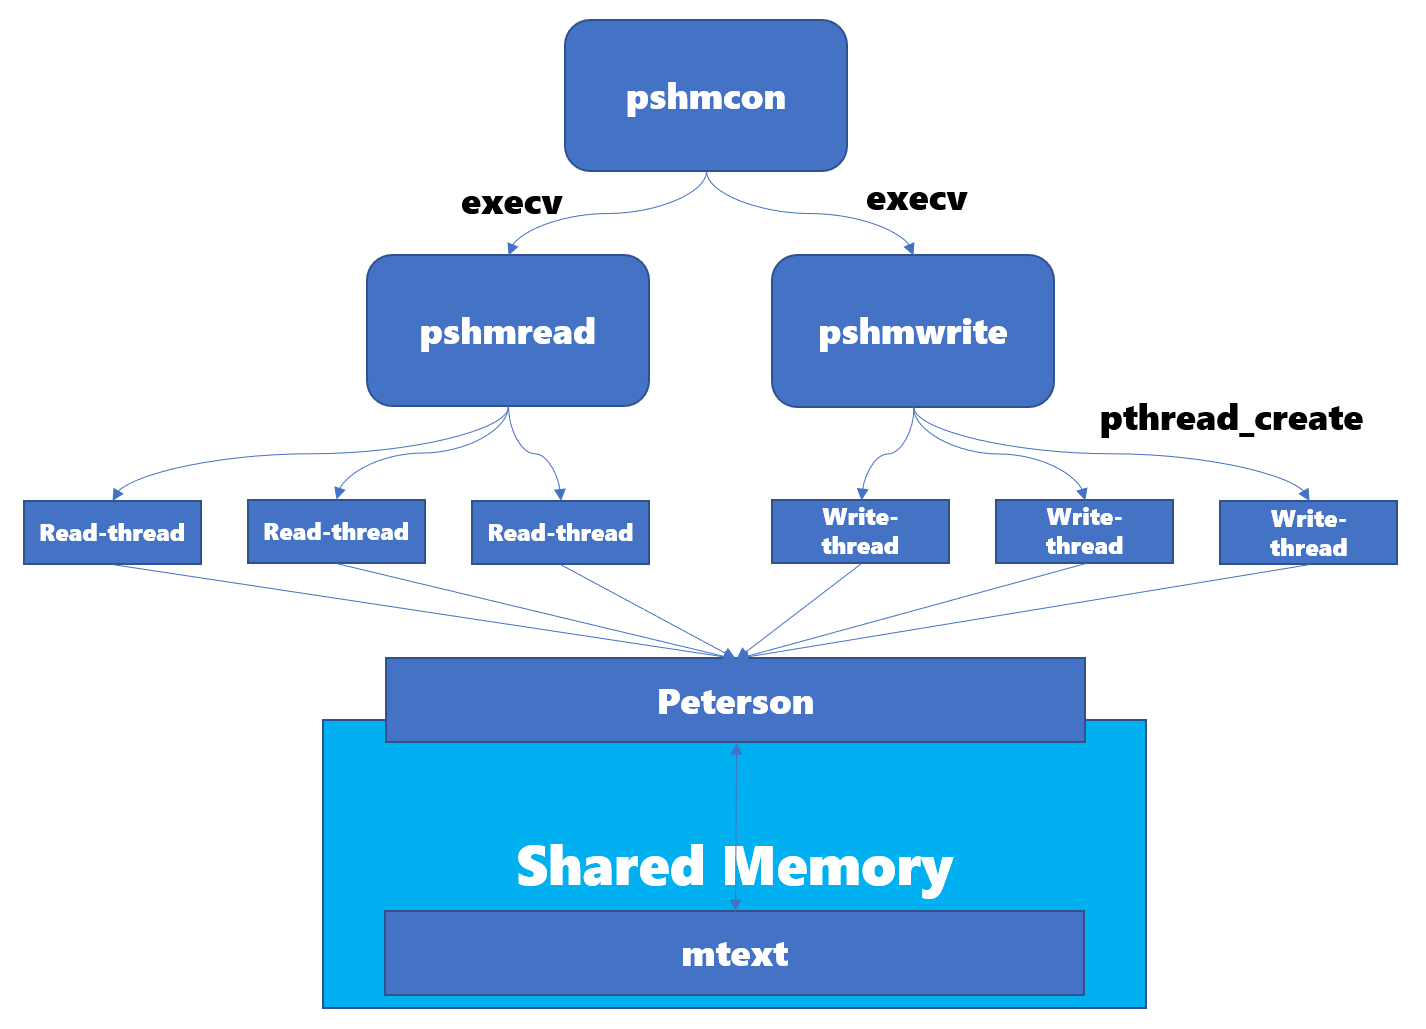 pshmcon
execv
execv
pshmread
pshmwrite
pthread_create
Read-thread
Read-thread
Read-thread
Write-
thread
Write-
thread
Write-
thread
Peterson
Shared Memory
mtext